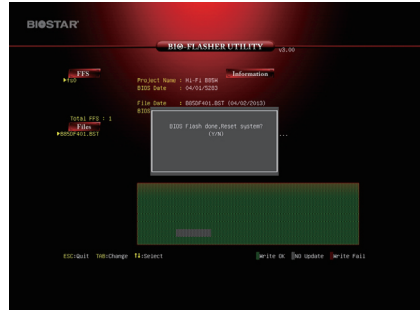 BIOSTAR
BIO-FLASHER UTILITY v3.00
FFS
Information
fs0
Project Name : Hi-Fi B85W
BIOS Date : 04/01/5283
File Date : B85DF401.BST (04/02/2013)
Total FFS : 1
BIOS
Files
B85DF401.BST
BIOS Flash done,Reset system?
(Y/N)
...
ESC:Quit TAB:Change ↑↓:Select
Write OK NO Update Write Fail